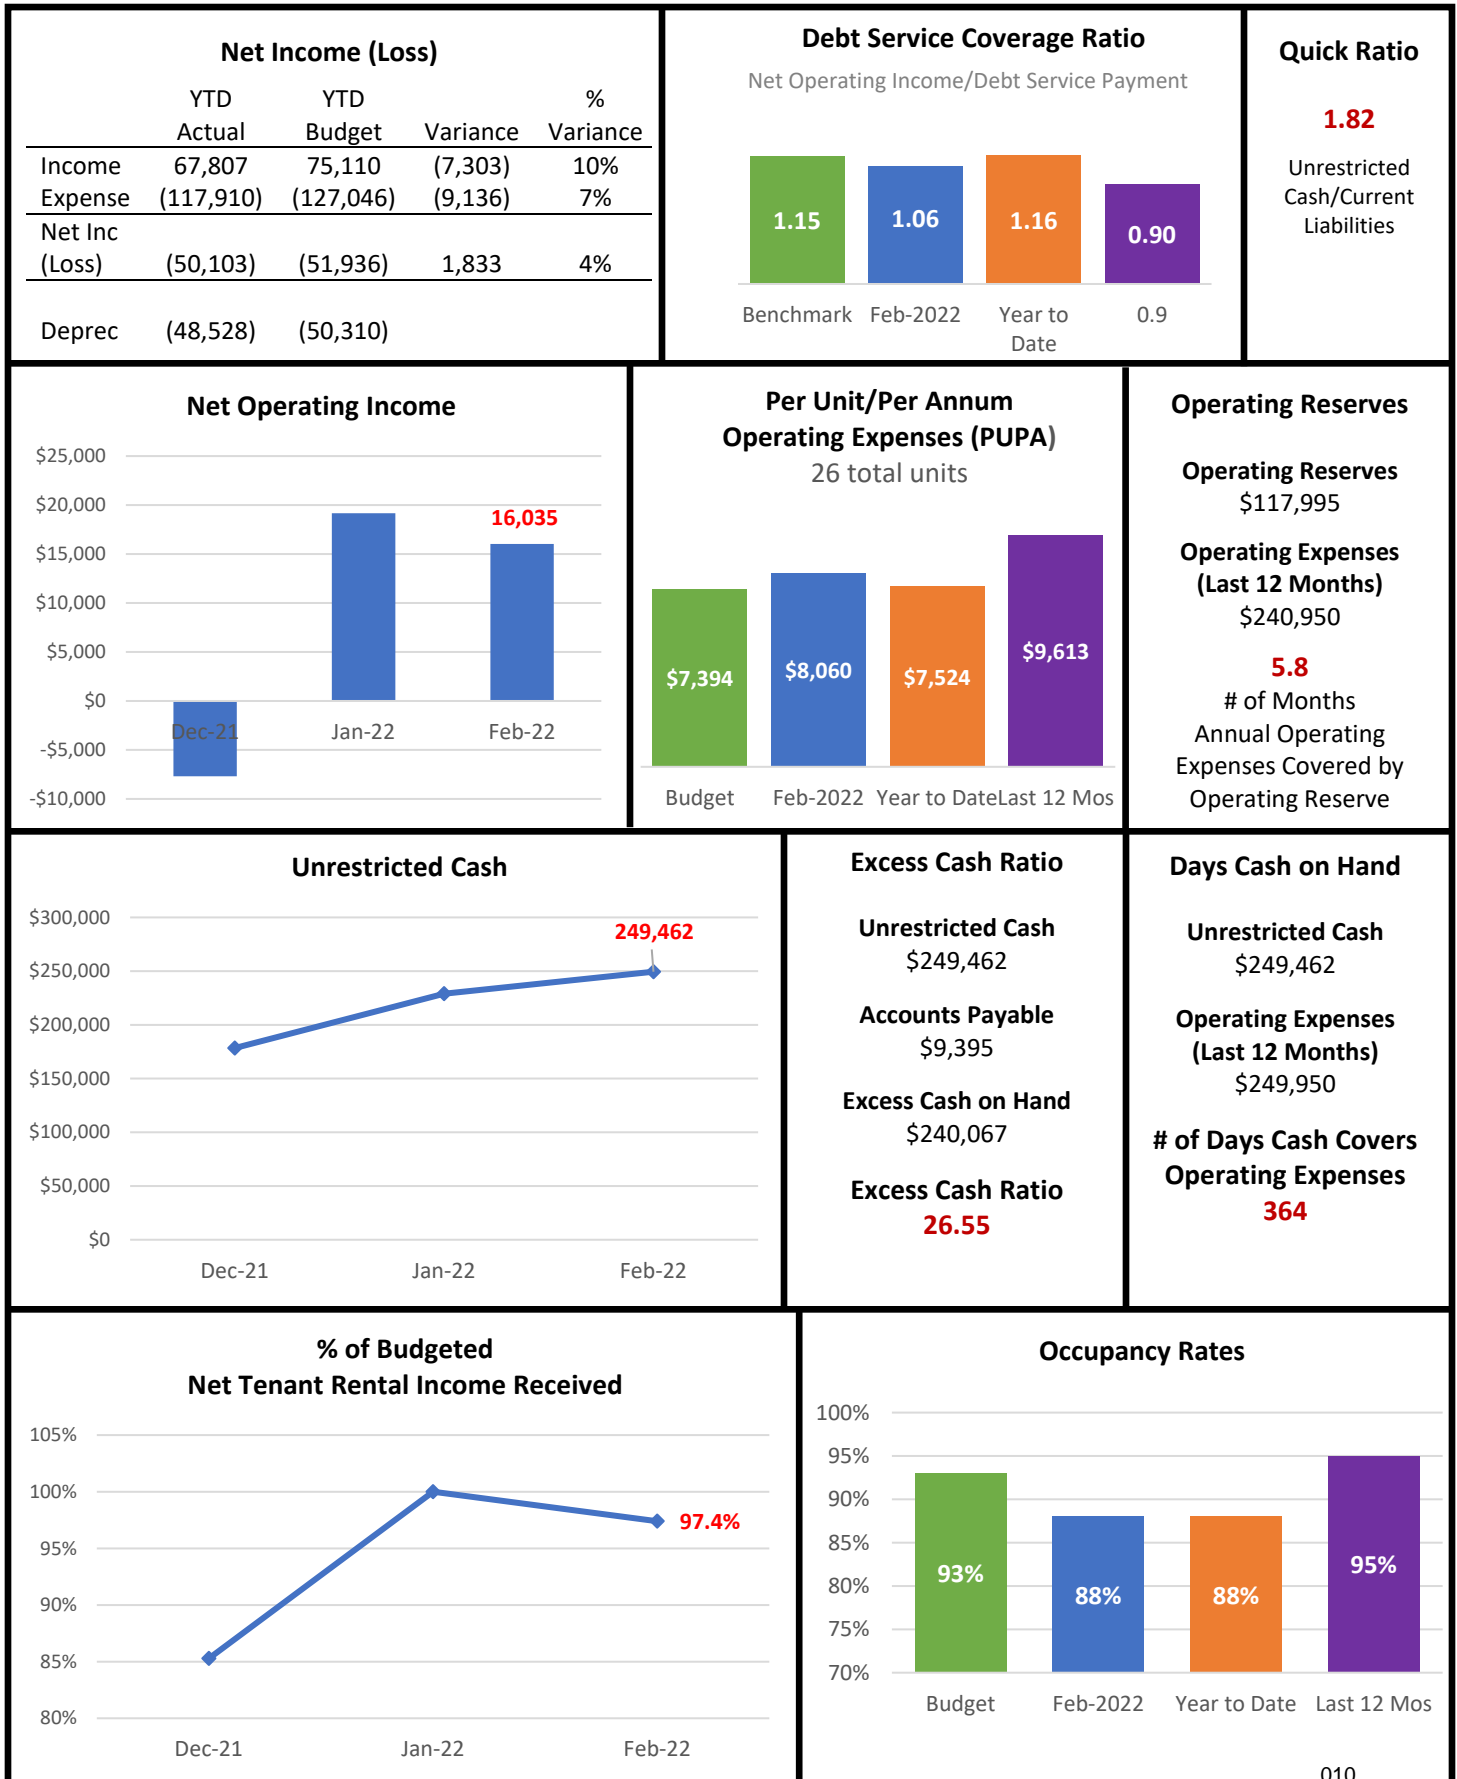 Net Income (Loss)
YTD YTD %
Actual Budget Variance Variance
Income 67,807 75,110 (7,303) 10%
Expense (117,910) (127,046) (9,136) 7%
Net Inc
(Loss) (50,103) (51,936) 1,833 4%
Deprec (48,528) (50,310)
Debt Service Coverage Ratio
Net Operating Income/Debt Service Payment
1.15 1.06 1.16 0.90
Benchmark Feb-2022 Year to 0.9
Date
Quick Ratio
1.82
Unrestricted
Cash/Current
Liabilities
Net Operating Income
$25,000
$20,000
16,035
$15,000
$10,000
$5,000
$0
Dec-21 Jan-22 Feb-22
-$5,000
-$10,000
Per Unit/Per Annum
Operating Expenses (PUPA)
26 total units
$7,394 $8,060 $7,524 $9,613
Budget Feb-2022 Year to Date Last 12 Mos
Operating Reserves
Operating Reserves
$117,995
Operating Expenses
(Last 12 Months)
$240,950
5.8
# of Months
Annual Operating
Expenses Covered by
Operating Reserve
Unrestricted Cash
$300,000
249,462
$250,000
$200,000
$150,000
$100,000
$50,000
$0
Dec-21 Jan-22 Feb-22
Excess Cash Ratio
Unrestricted Cash
$249,462
Accounts Payable
$9,395
Excess Cash on Hand
$240,067
Excess Cash Ratio
26.55
Days Cash on Hand
Unrestricted Cash
$249,462
Operating Expenses
(Last 12 Months)
$249,950
# of Days Cash Covers
Operating Expenses
364
% of Budgeted
Net Tenant Rental Income Received
105%
100%
97.4%
95%
90%
85%
80%
Dec-21 Jan-22 Feb-22
Occupancy Rates
100%
95%
90%
85%
80%
75%
70%
93% 88% 88% 95%
Budget Feb-2022 Year to Date Last 12 Mos
010